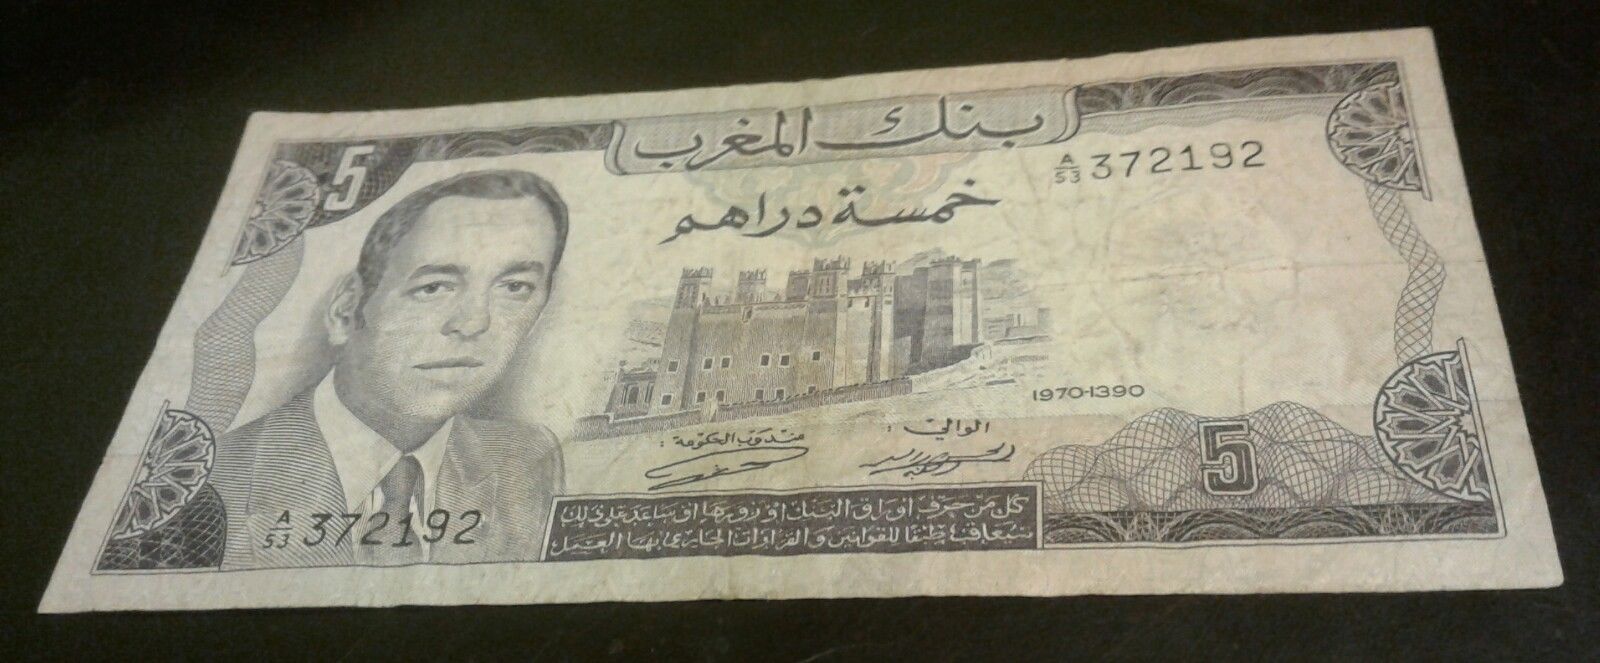 بنك المغرب
5
A/53 372192
خمسة دراهم
1970-1390
الوالي :
مندوب الحكومة :
5
A/53 372192
كل من حرف أوراق البنك أو زورها أو ساعد على ذلك
سيعاقب طبقا للقوانين والقرارات الجاري بها العمل